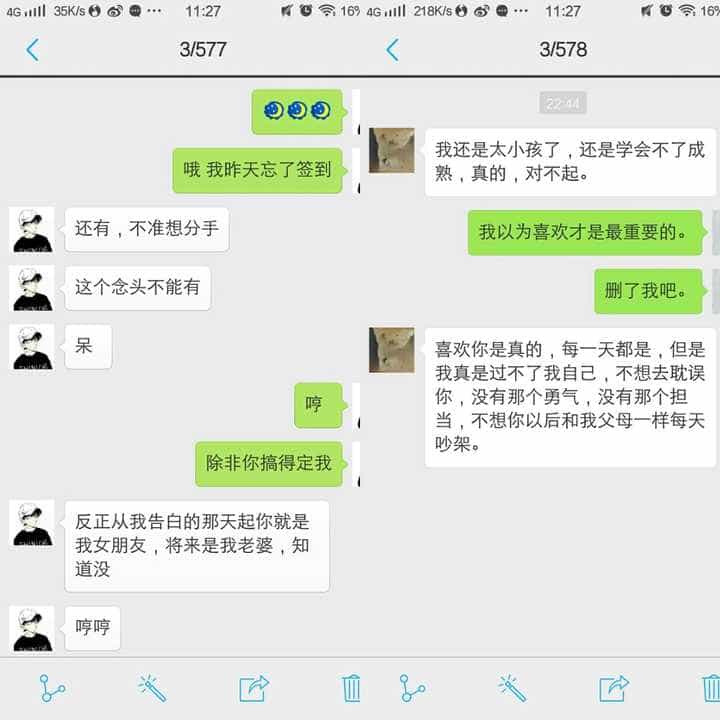 4G 35K/s 11:27 16%
3/577
哦 我昨天忘了签到
还有，不准想分手
这个念头不能有
呆
哼
除非你搞得定我
反正从我告白的那天起你就是
我女朋友，将来是我老婆，知
道没
哼哼
4G 218K/s 11:27 16%
3/578
22:44
我还是太小孩了，还是学会不了成
熟，真的，对不起。
我以为喜欢才是最重要的。
删了我吧。
喜欢你是真的，每一天都是，但是
我真是过不了我自己，不想去耽误
你，没有那个勇气，没有那个担
当，不想你以后和我父母一样每天
吵架。